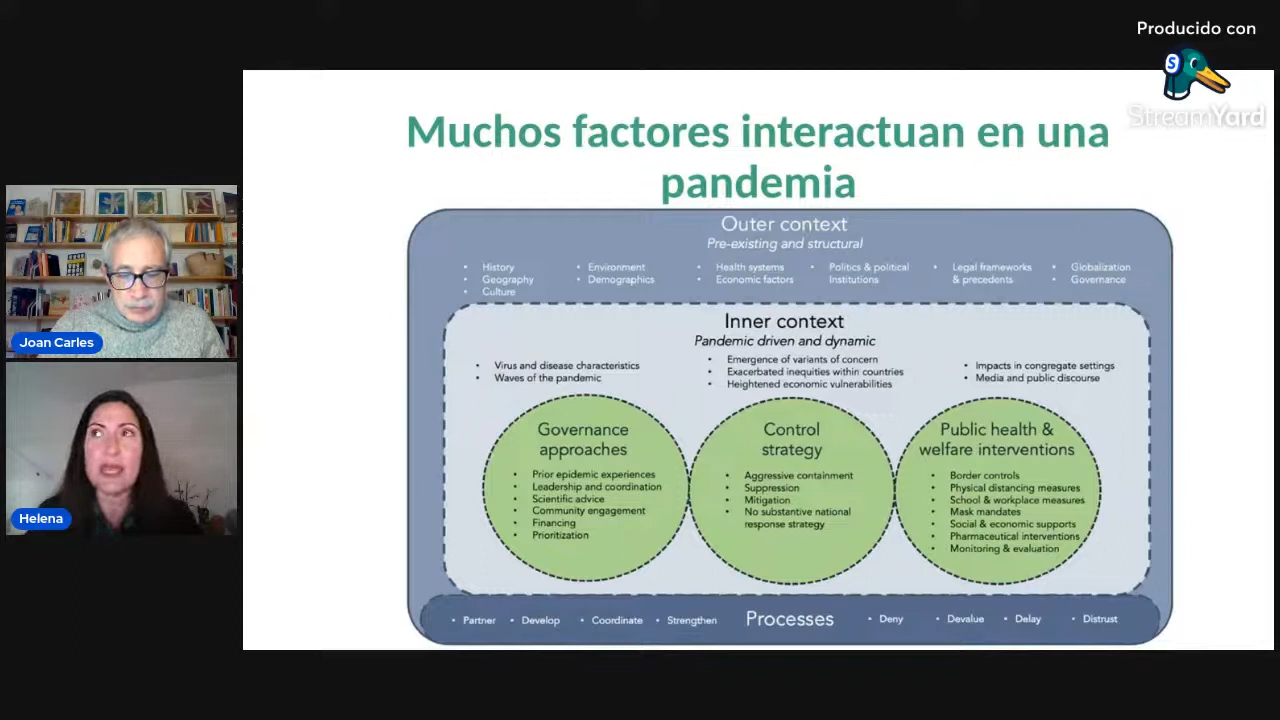 Producido con
S
StreamYard
Muchos factores interactuan en una
pandemia
Outer context
Pre-existing and structural
• History
• Geography
• Culture
• Environment
• Demographics
• Health systems
Economic factors
• Politics & political
Institutions
• Legal frameworks
& precedents
• Globalization
• Governance
Inner context
Pandemic driven and dynamic
• Virus and disease characteristics
• Waves of the pandemic
• Emergence of variants of concern
• Exacerbated inequities within countries
• Heightened economic vulnerabilities
• Impacts in congregate settings
• Media and public discourse
Governance
approaches
• Prior epidemic experiences
• Leadership and coordination
• Scientific advice
• Community engagement
• Financing
• Prioritization
Control
strategy
• Aggressive containment
• Suppression
• Mitigation
• No substantive national
response strategy
Public health &
welfare interventions
• Border controls
• Physical distancing measures
• School & workplace measures
• Mask mandates
• Social & economic supports
• Pharmaceutical interventions
• Monitoring & evaluation
• Partner • Develop • Coordinate • Strengthen Processes • Deny • Devalue • Delay • Distrust
Joan Carles
Helena